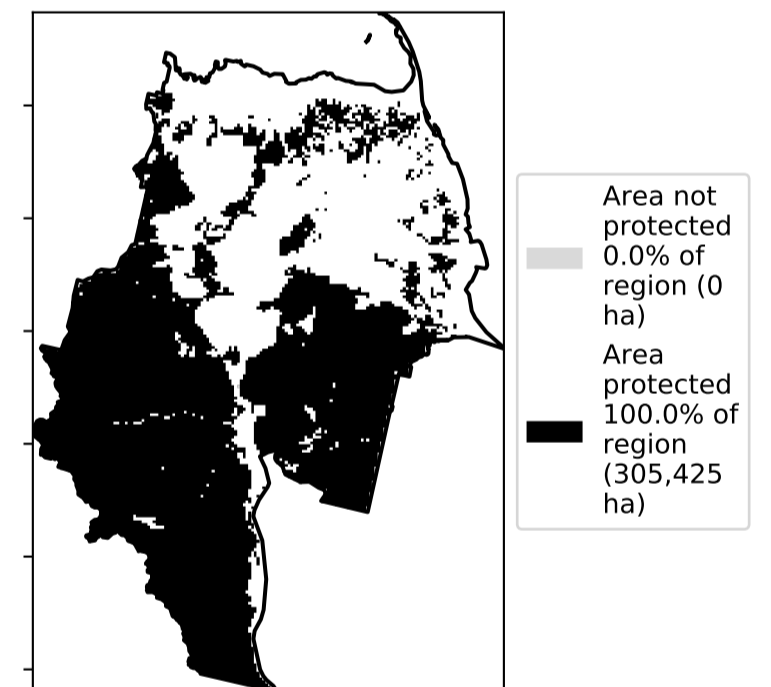 Area not
protected
0.0% of
region (0
ha)
Area
protected
100.0% of
region
(305,425
ha)